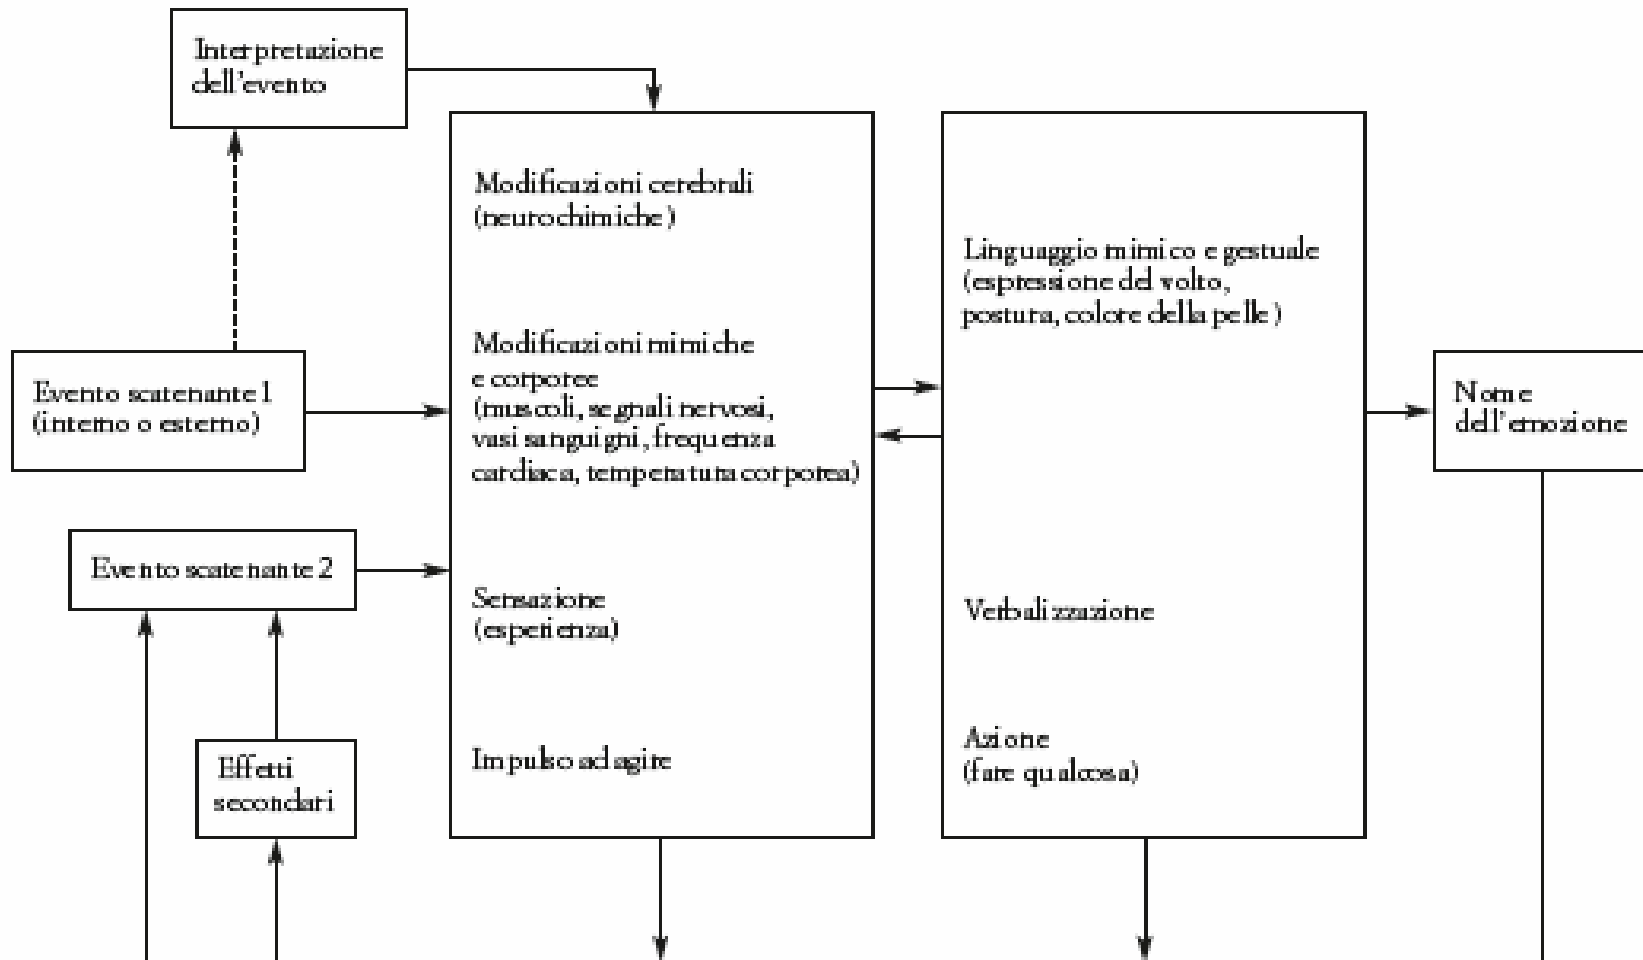 Interpretazione
dell'evento
Modificazioni cerebrali
(neurochimiche)
Linguaggio mimico e gestuale
(espressione del volto,
postura, colore della pelle)
Modificazioni mimiche
e corporee
(muscoli, segnali nervosi,
vasi sanguigni, frequenza
cardiaca, temperatura corporea)
Evento scatenante 1
(interno o esterno)
Nome
dell'emozione
Evento scatenante 2
Sensazione
(esperienza)
Verbalizzazione
Effetti
secondari
Impulso ad agire
Azione
(fare qualcossa)